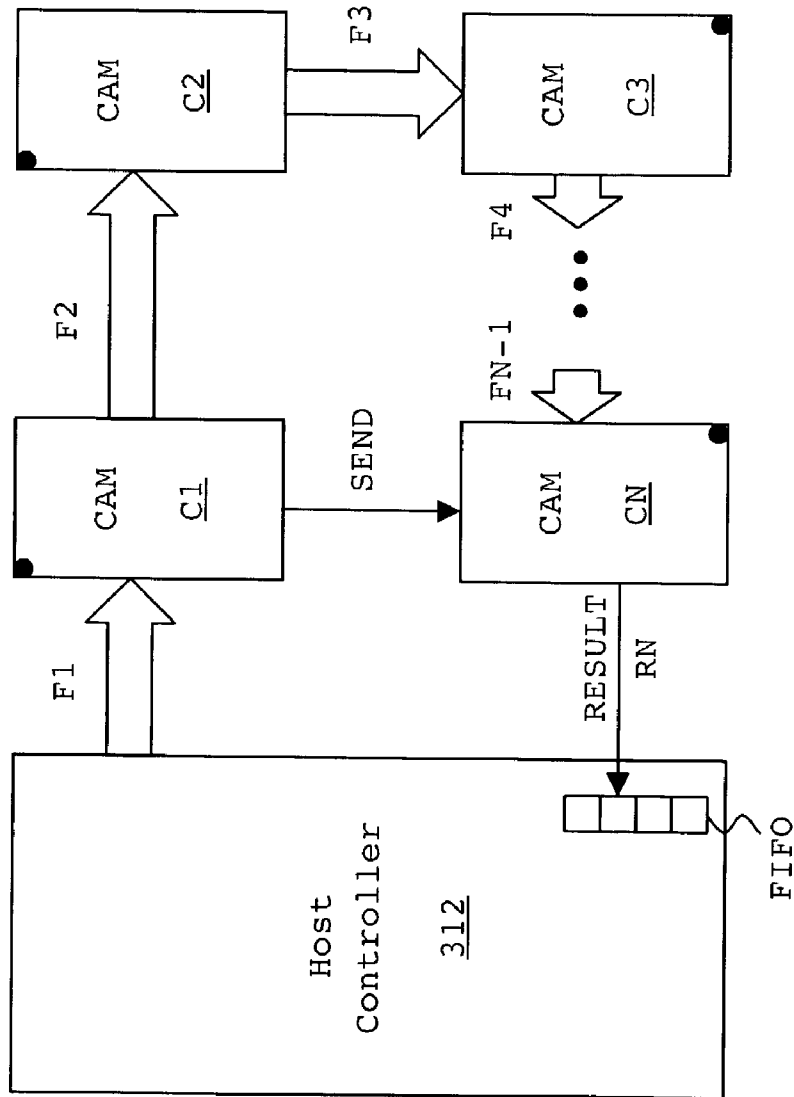 Host
Controller
312
FIFO
F1
RESULT
RN
CAM
C1
SEND
CAM
CN
F2
FN-1
F4
CAM
C2
F3
CAM
C3